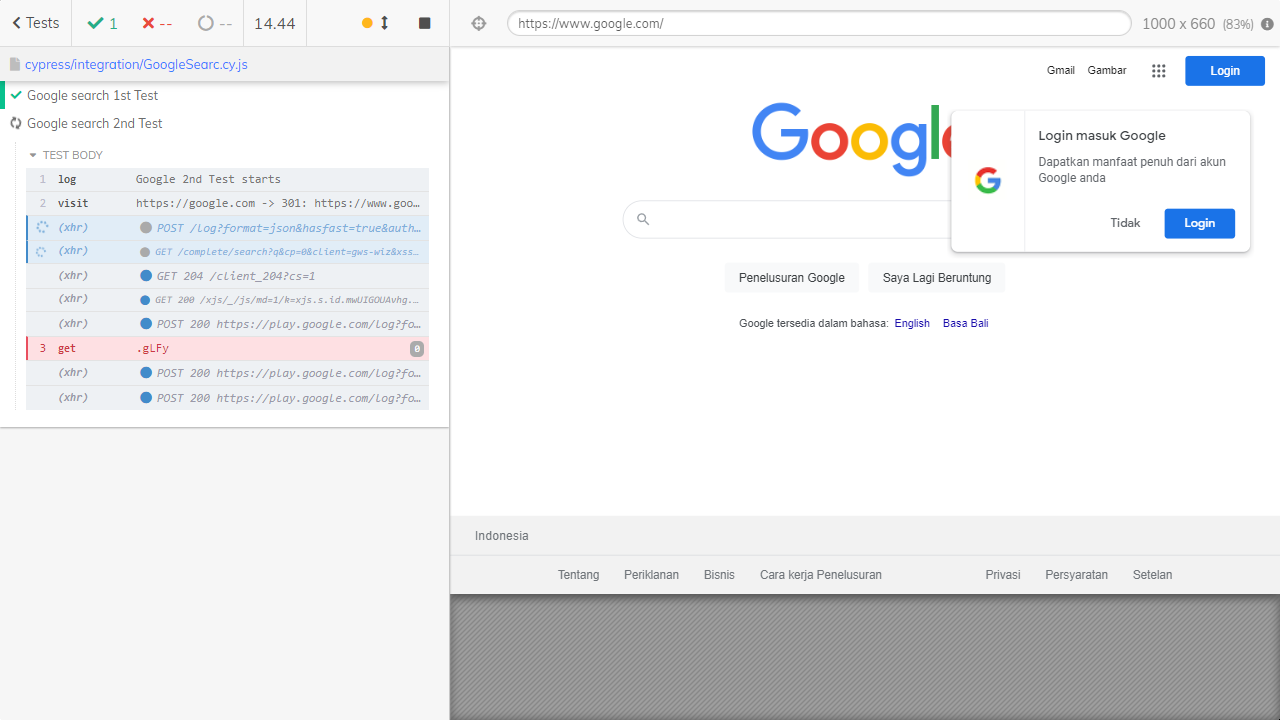 Tests 1 -- -- 14.44
cypress/integration/GoogleSearc.cy.js
Google search 1st Test
Google search 2nd Test
TEST BODY
1 log Google 2nd Test starts
2 visit https://google.com -> 301: https://www.goo…
(xhr) POST /log?format=json&hasfast=true&auth…
(xhr) GET /complete/search?q&cp=0&client=gws-wiz&xss…
(xhr) GET 204 /client_204?cs=1
(xhr) GET 200 /xjs/_/js/md=1/k=xjs.s.id.mwUIGOUAvhg.…
(xhr) POST 200 https://play.google.com/log?fo…
3 get .gLFy 0
(xhr) POST 200 https://play.google.com/log?fo…
(xhr) POST 200 https://play.google.com/log?fo…
https://www.google.com/ 1000 x 660 (83%)
Gmail Gambar Login
Google
Login masuk Google
Dapatkan manfaat penuh dari akun
Google anda
Tidak Login
Penelusuran Google Saya Lagi Beruntung
Google tersedia dalam bahasa: English Basa Bali
Indonesia
Tentang Periklanan Bisnis Cara kerja Penelusuran Privasi Persyaratan Setelan